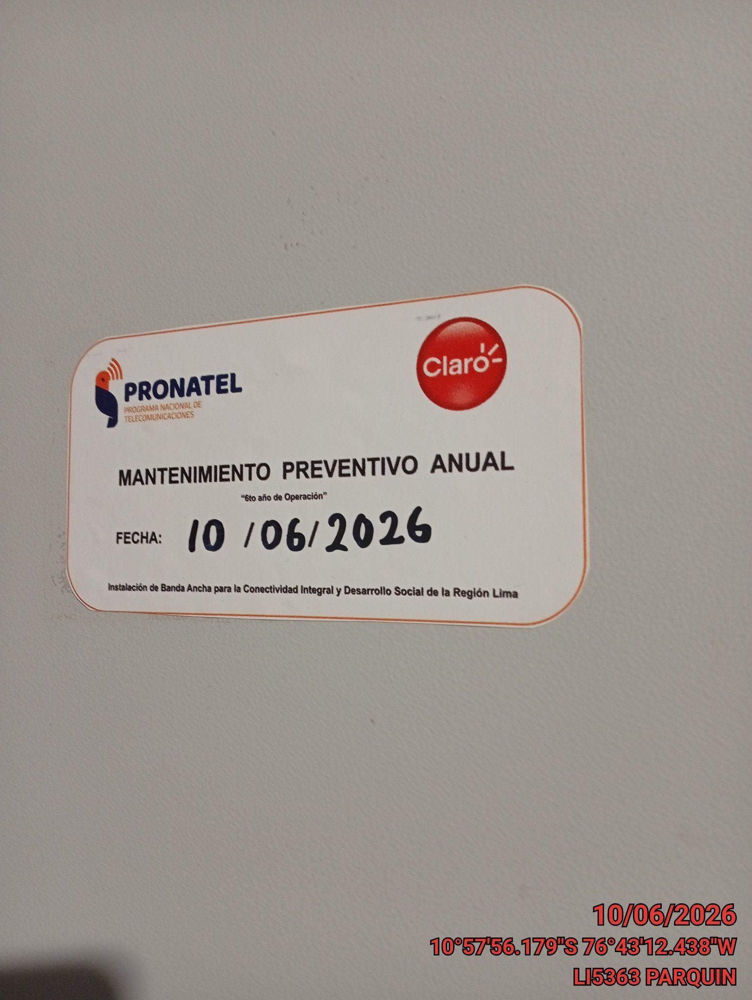 PRONATEL
PROGRAMA NACIONAL DE
TELECOMUNICACIONES
Claro
MANTENIMIENTO PREVENTIVO ANUAL
"6to año de Operación"
FECHA: 10 /06/2026
Instalación de Banda Ancha para la Conectividad Integral y Desarrollo Social de la Región Lima
10/06/2026
10°57'56.179"S 76°43'12.438"W
LI5363 PARQUIN